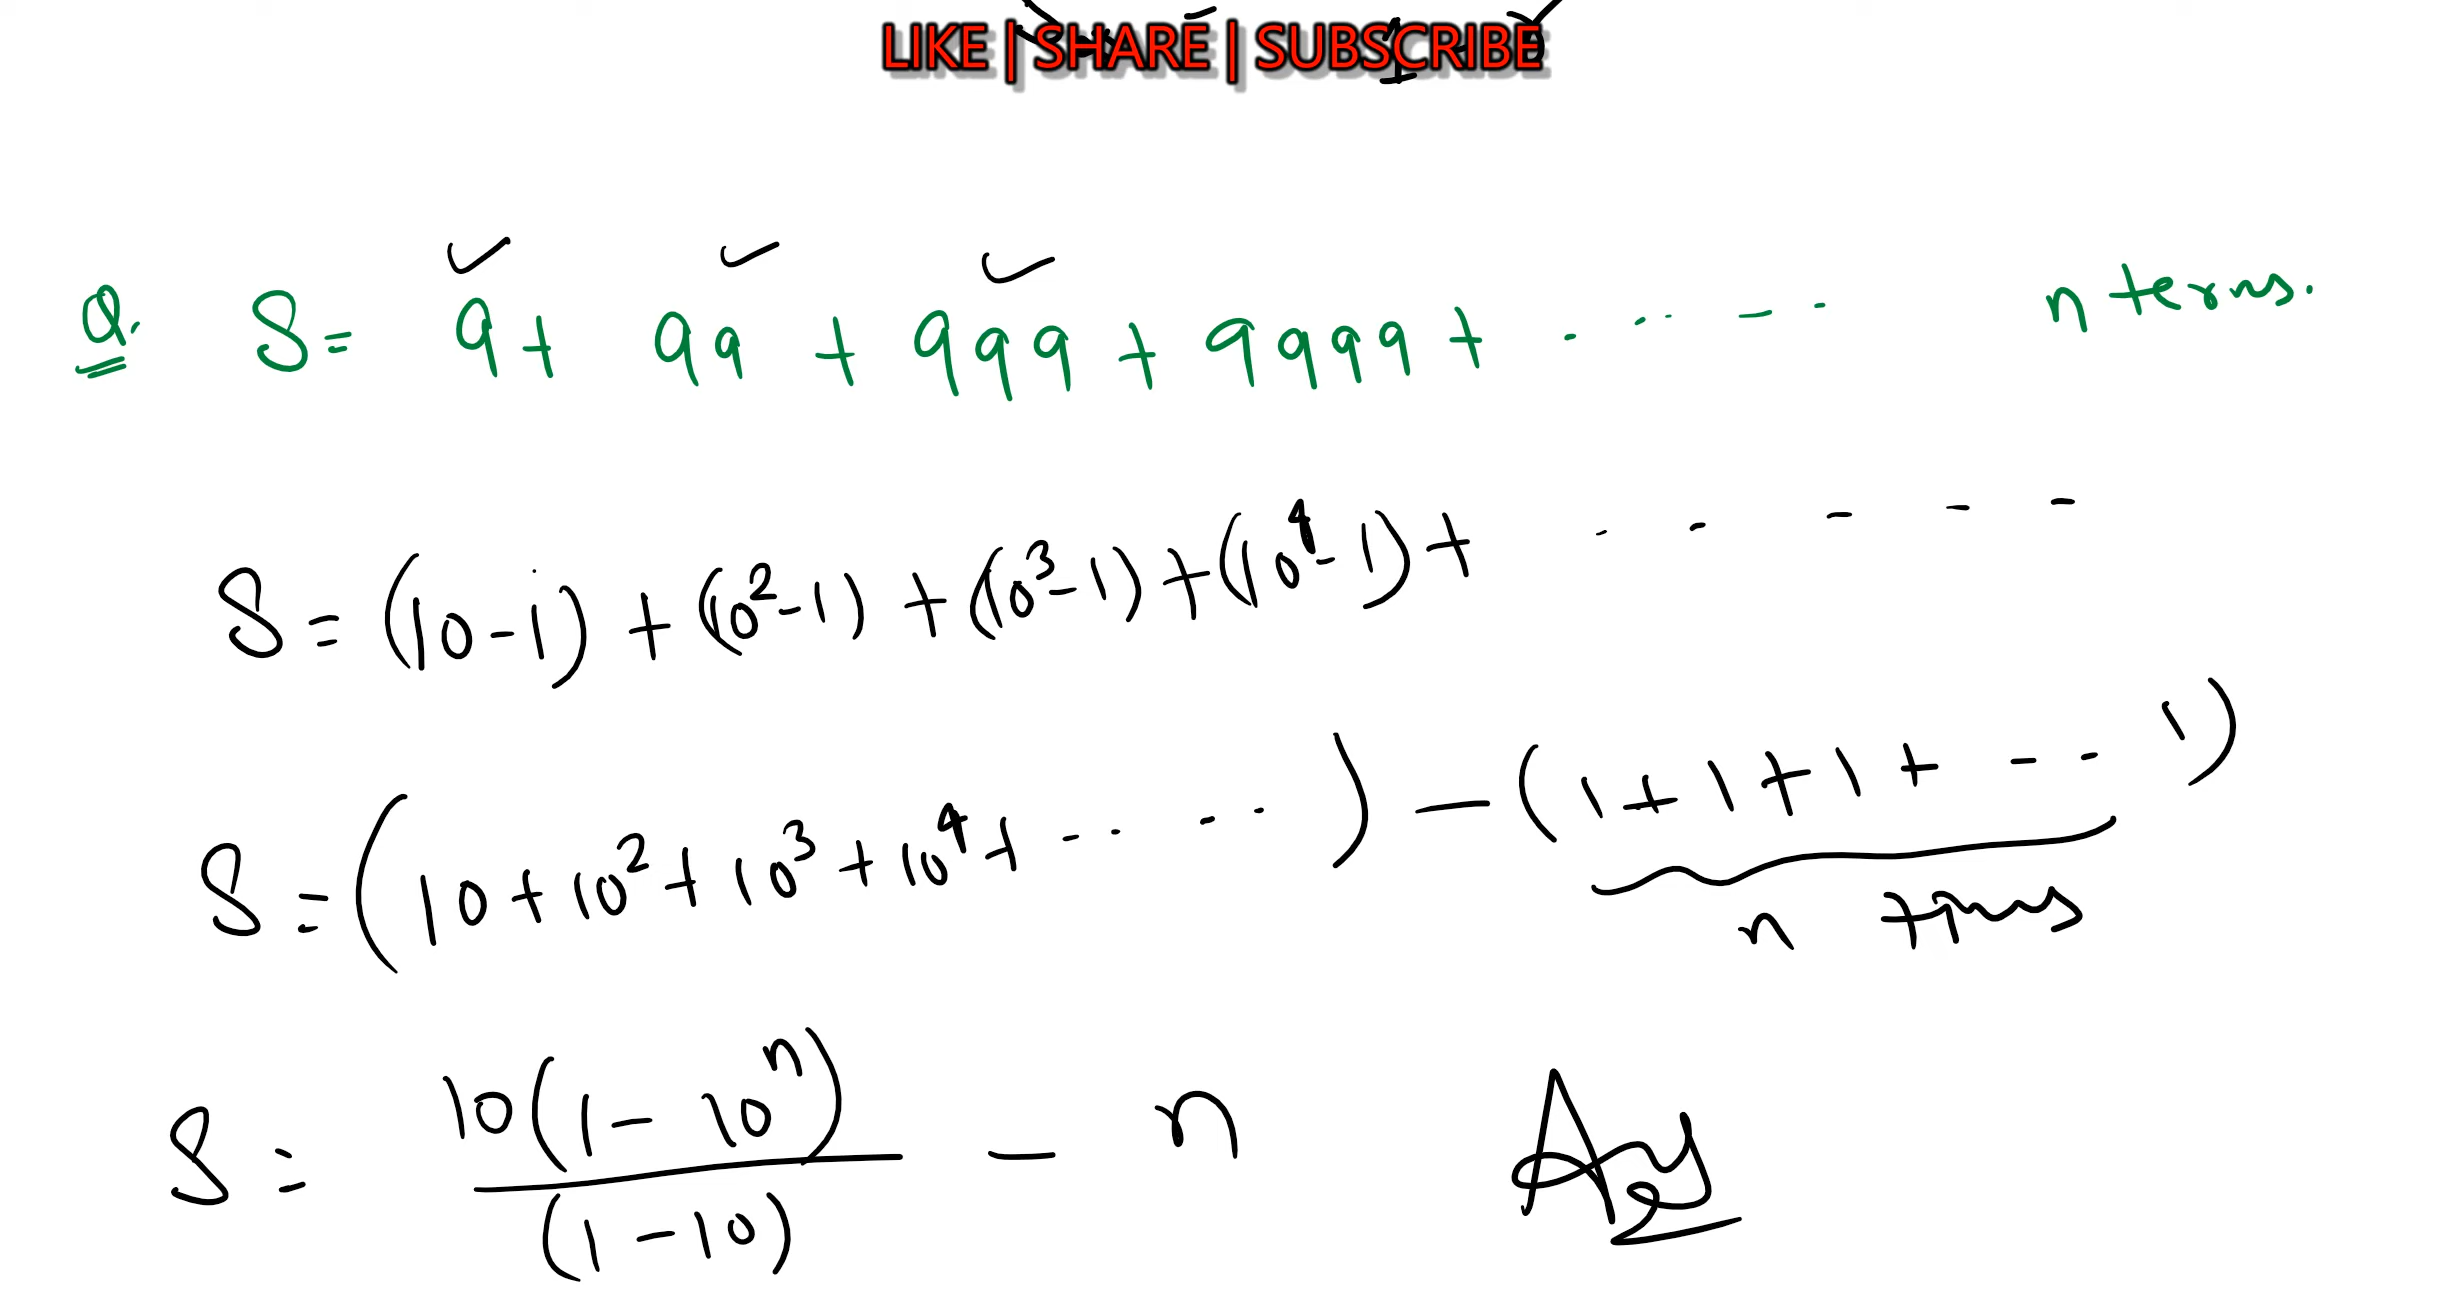 LIKE | SHARE | SUBSCRIBE
Q. S = 9 + 99 + 999 + 9999 + ..... -- . n terms.
S = (10-1) + (10²-1) + (10³-1) + (10⁴-1) + . - - - -
S = (10 + 10² + 10³ + 10⁴ + - . - .) - (1 + 1 + 1 + - - 1)
n times
S = 10(1 - 10ⁿ) / (1 - 10) - n Ans